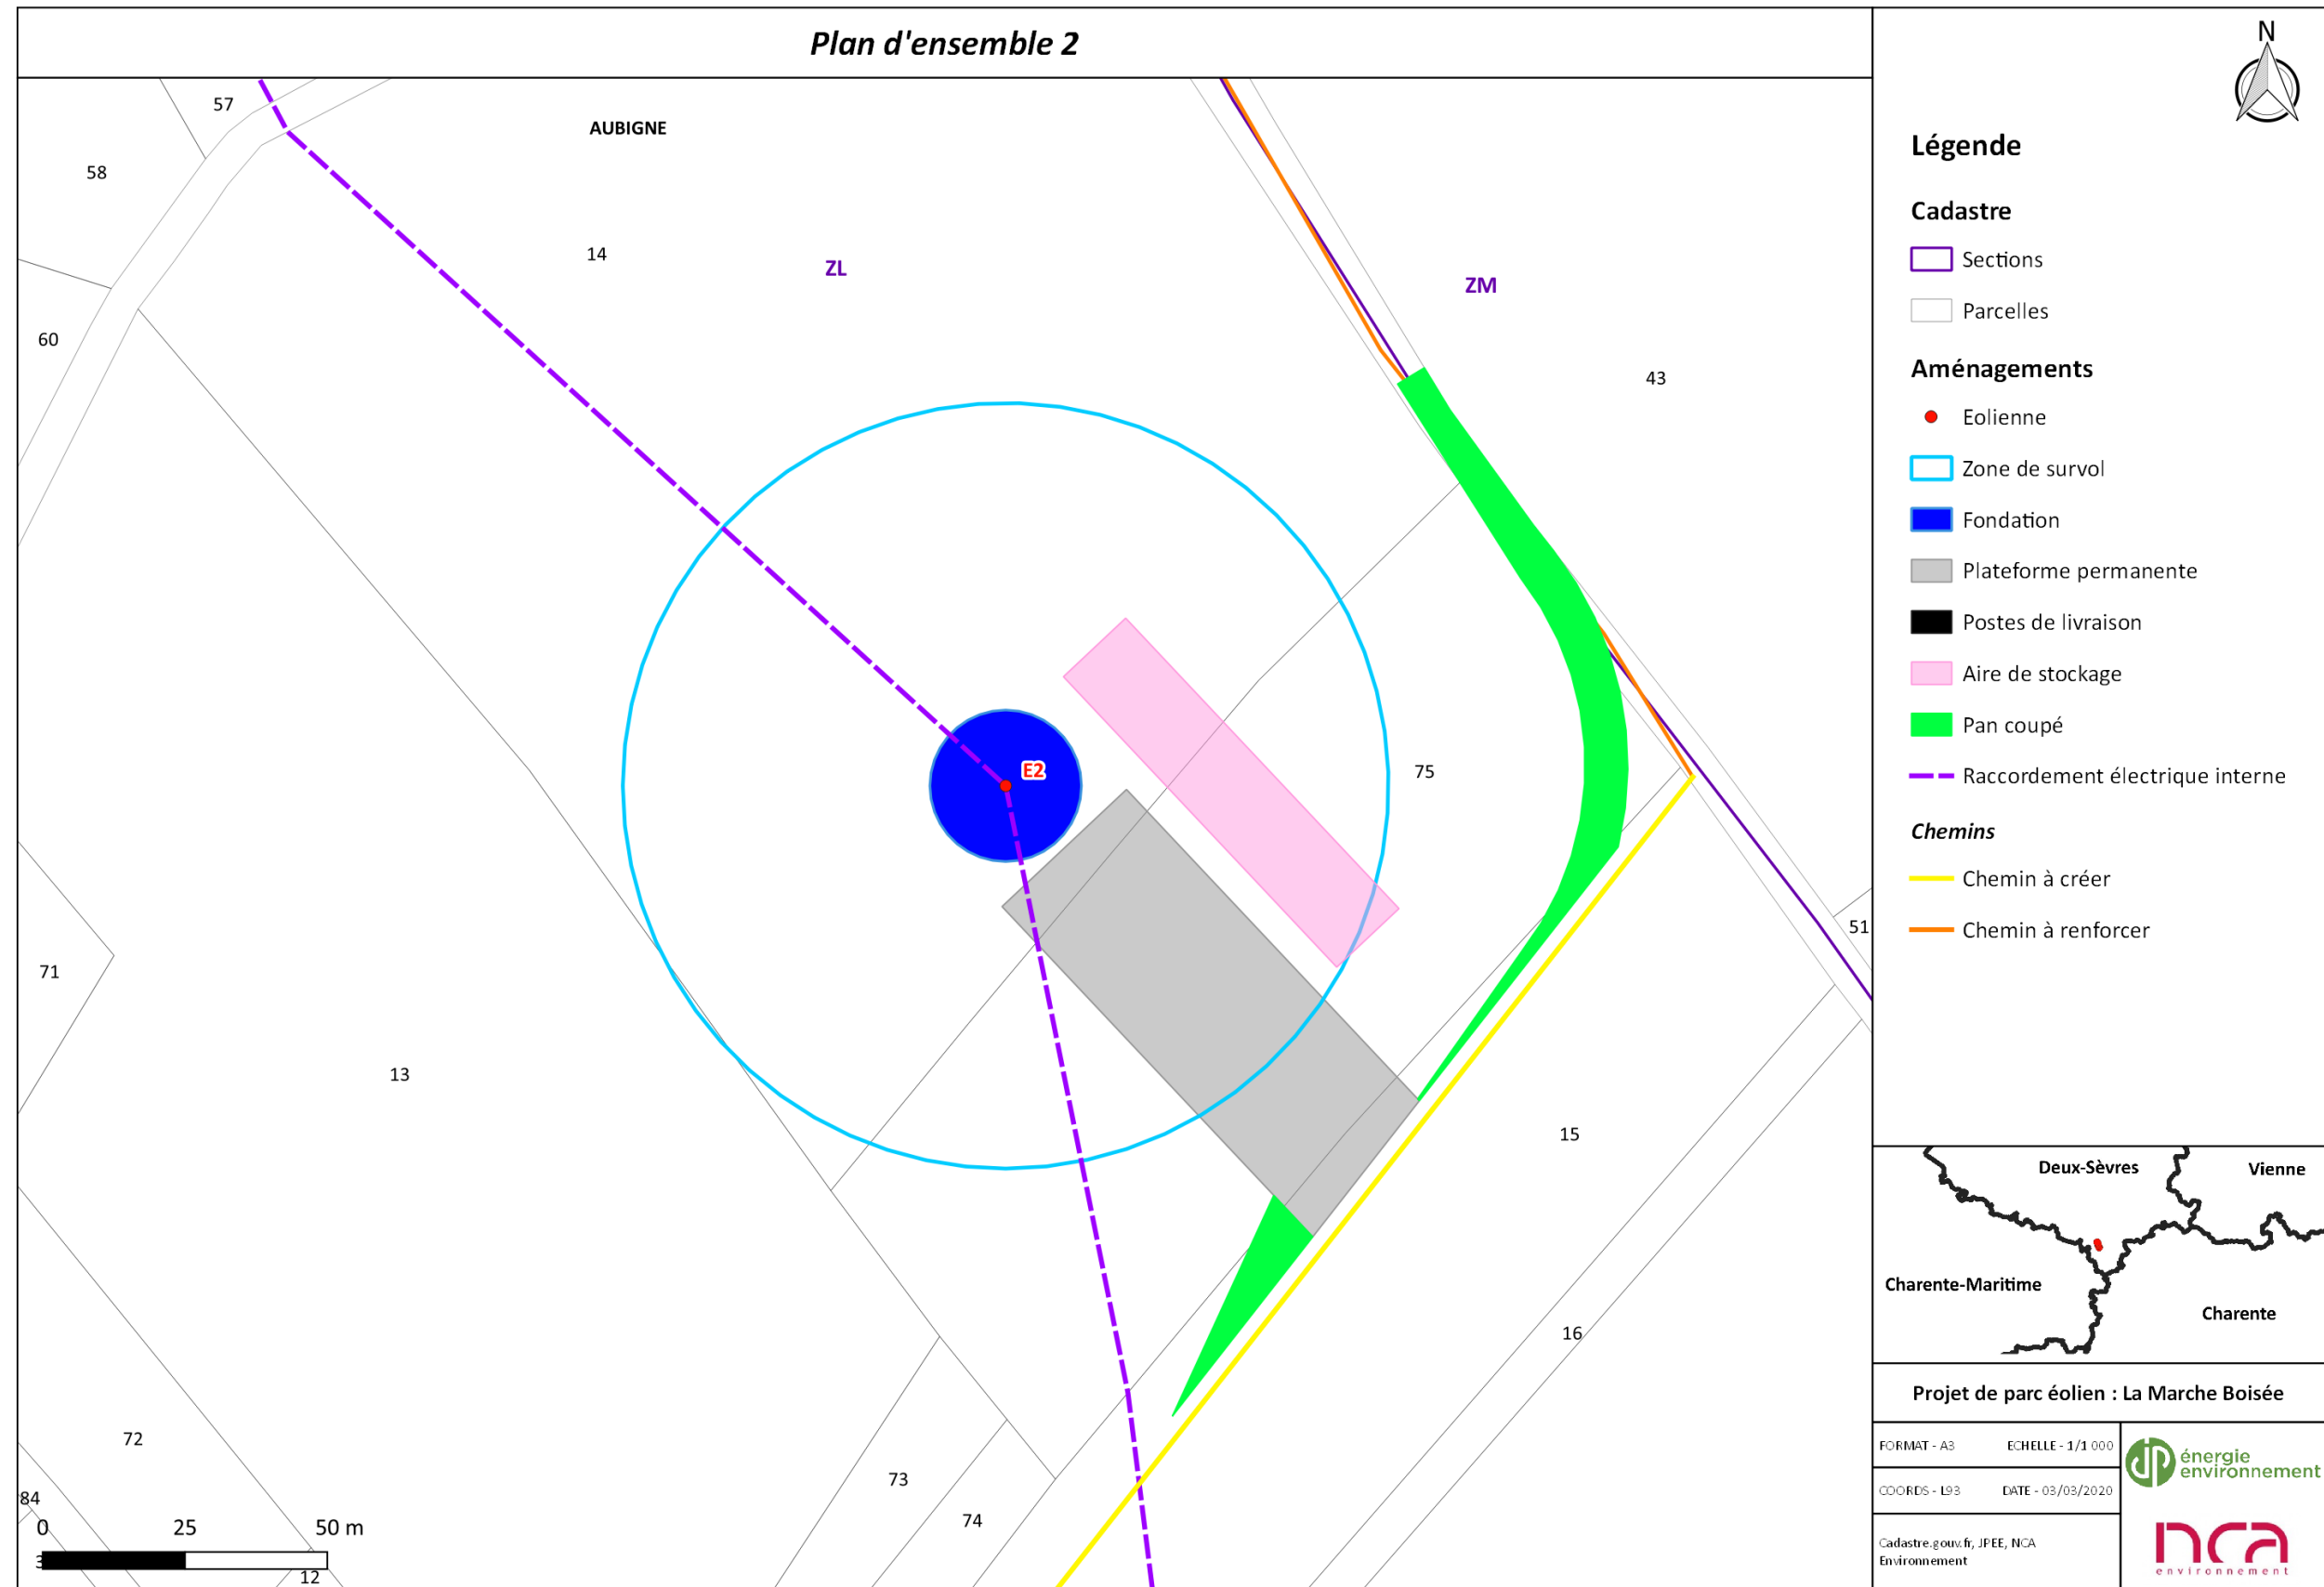 Plan d'ensemble 2
N
57
AUBIGNE
58
14
ZL
ZM
60
43
E2
75
71
51
13
15
16
72
73
74
84
0 25 50 m
3
12
Légende
Cadastre
Sections
Parcelles
Aménagements
Eolienne
Zone de survol
Fondation
Plateforme permanente
Postes de livraison
Aire de stockage
Pan coupé
Raccordement électrique interne
Chemins
Chemin à créer
Chemin à renforcer
Deux-Sèvres
Vienne
Charente-Maritime
Charente
Projet de parc éolien : La Marche Boisée
FORMAT - A3 ECHELLE - 1/1 000
COORDS - L93 DATE - 03/03/2020
Cadastre.gouv.fr, JPEE, NCA
Environnement
jp énergie
environnement
nca
environnement